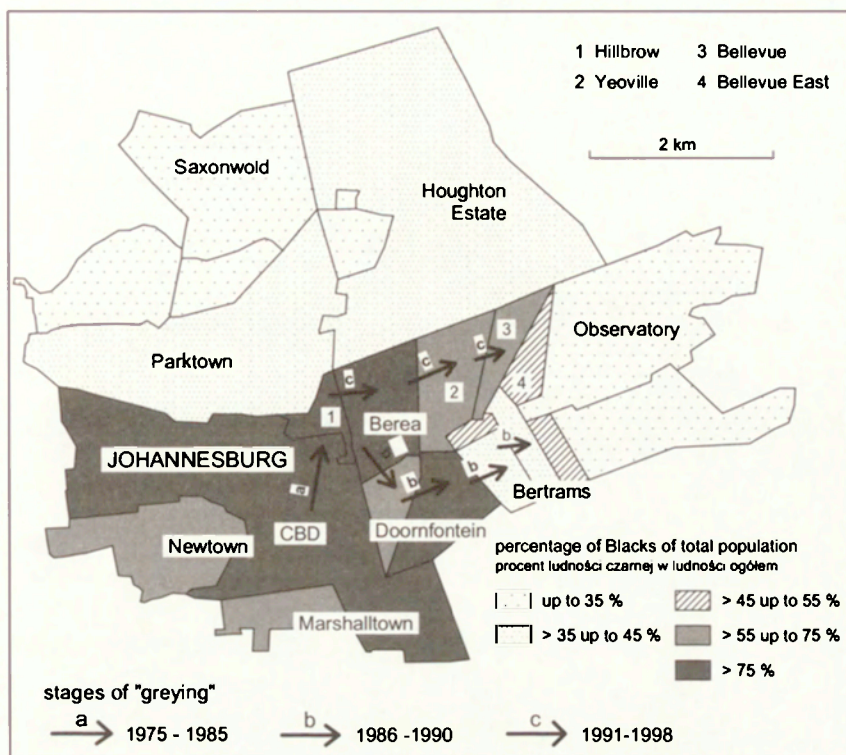 1 Hillbrow 3 Bellevue
2 Yeoville 4 Bellevue East
2 km
Saxonwold
Houghton
Estate
Observatory
Parktown
3
c
c
c
2
4
1
Berea
b
b
b
b
a
JOHANNESBURG
Bertrams
CBD
Doornfontein
Newtown
Marshalltown
percentage of Blacks of total population
procent ludności czarnej w ludności ogółem
up to 35 % > 45 up to 55 %
> 35 up to 45 % > 55 up to 75 %
> 75 %
stages of "greying"
a 1975 - 1985 b 1986 -1990 c 1991-1998